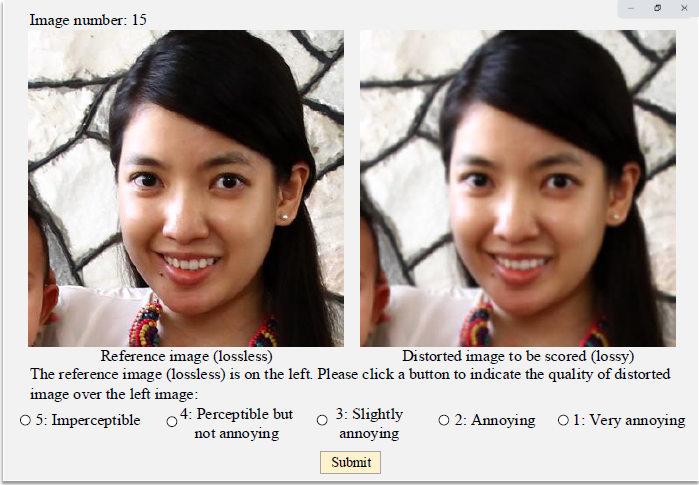 Image number: 15
Reference image (lossless)
Distorted image to be scored (lossy)
The reference image (lossless) is on the left. Please click a button to indicate the quality of distorted
image over the left image:
5: Imperceptible
4: Perceptible but
not annoying
3: Slightly
annoying
2: Annoying
1: Very annoying
Submit